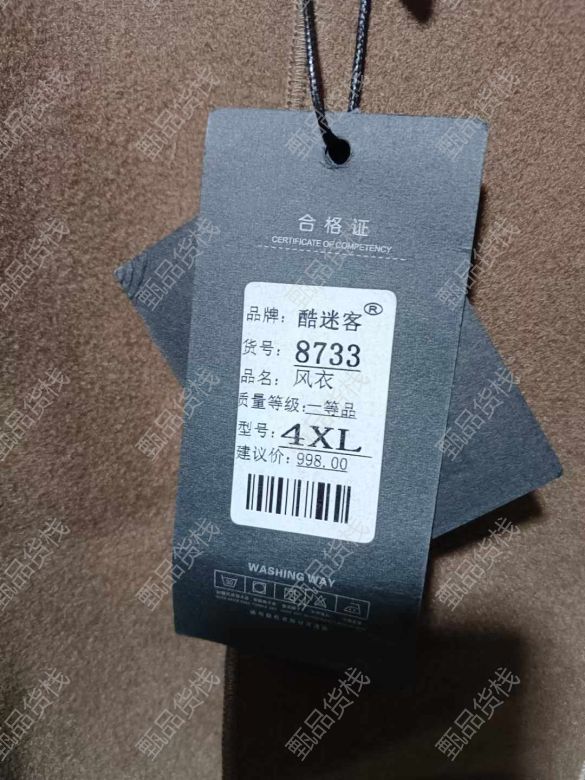 合格证
CERTIFICATE OF COMPETENCY
品牌: 酷迷客®
货号: 8733
品名: 风衣
质量等级:一等品
型号: 4XL
建议价: 998.00
WASHING WAY
甄品货栈